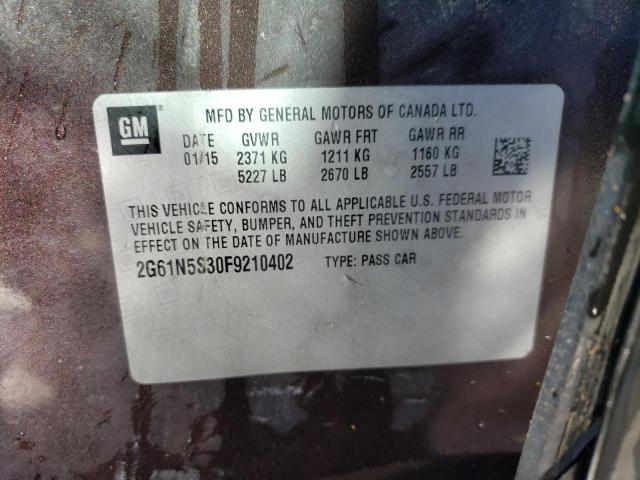 GM ® MFD BY GENERAL MOTORS OF CANADA LTD.
DATE GVWR GAWR FRT GAWR RR
01/15 2371 KG 1211 KG 1160 KG
5227 LB 2670 LB 2557 LB
THIS VEHICLE CONFORMS TO ALL APPLICABLE U.S. FEDERAL MOTOR
VEHICLE SAFETY, BUMPER, AND THEFT PREVENTION STANDARDS IN
EFFECT ON THE DATE OF MANUFACTURE SHOWN ABOVE.
2G61N5S30F9210402 TYPE: PASS CAR